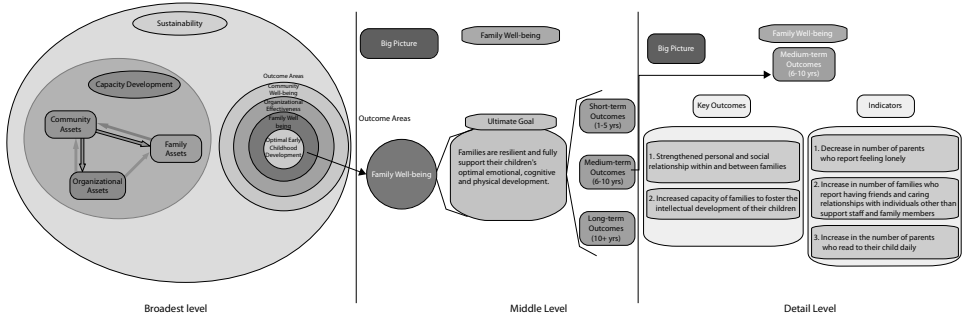 Sustainability
Capacity Development
Community
Assets
Family
Assets
Organizational
Assets
Outcome Areas
Community
Well-being
Organizational
Effectiveness
Family Well
being
Optimal Early
Childhood
Development
Broadest level
Big Picture
Family Well-being
Outcome Areas
Family Well-being
Ultimate Goal
Families are resilient and fully
support their children's
optimal emotional, cognitive
and physical development.
Short-term
Outcomes
(1-5 yrs)
Medium-term
Outcomes
(6-10 yrs)
Long-term
Outcomes
(10+ yrs)
Middle Level
Big Picture
Family Well-being
Medium-term
Outcomes
(6-10 yrs)
Key Outcomes
1. Strengthened personal and social
relationship within and between families
2. Increased capacity of families to foster the
intellectual development of their children
Indicators
1. Decrease in number of parents
who report feeling lonely
2. Increase in number of families who
report having friends and caring
relationships with individuals other than
support staff and family members
3. Increase in the number of parents
who read to their child daily
Detail Level